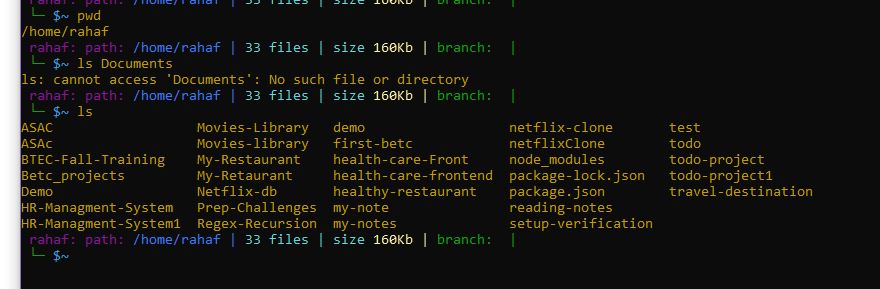 rahaf: path: /home/rahaf | 33 files | size 160Kb | branch: |
└─ $~ pwd
/home/rahaf
rahaf: path: /home/rahaf | 33 files | size 160Kb | branch: |
└─ $~ ls Documents
ls: cannot access 'Documents': No such file or directory
rahaf: path: /home/rahaf | 33 files | size 160Kb | branch: |
└─ $~ ls
ASAC Movies-Library demo netflix-clone test
ASAc Movies-library first-betc netflixClone todo
BTEC-Fall-Training My-Restaurant health-care-Front node_modules todo-project
Betc_projects My-Retaurant health-care-frontend package-lock.json todo-project1
Demo Netflix-db healthy-restaurant package.json travel-destination
HR-Managment-System Prep-Challenges my-note reading-notes
HR-Managment-System1 Regex-Recursion my-notes setup-verification
rahaf: path: /home/rahaf | 33 files | size 160Kb | branch: |
└─ $~